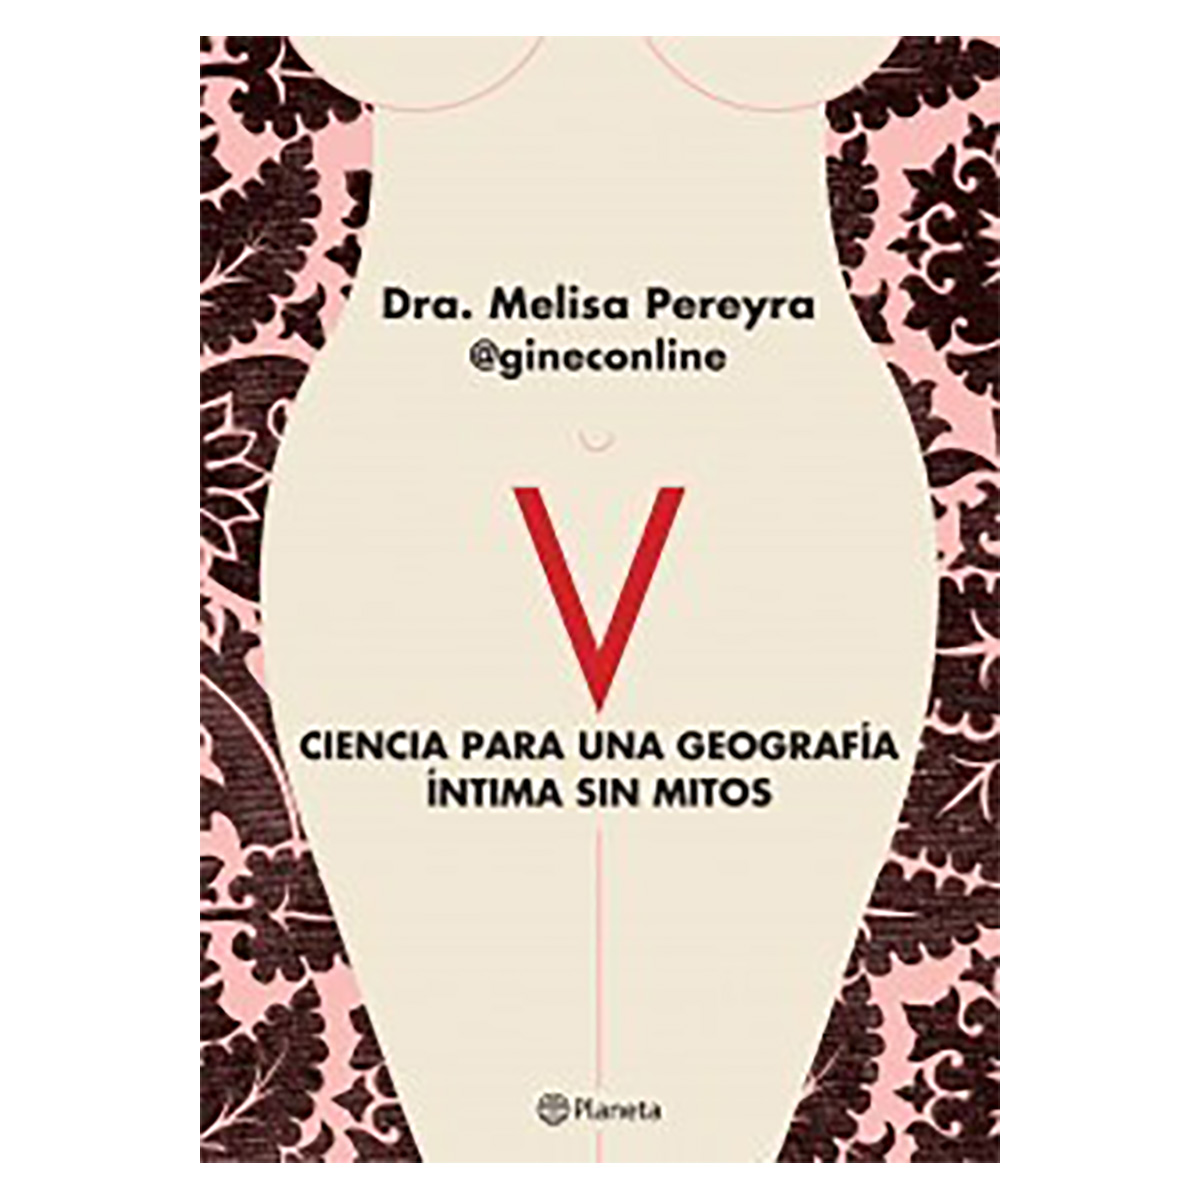 Dra. Melisa Pereyra
@gineconline
V
CIENCIA PARA UNA GEOGRAFÍA
ÍNTIMA SIN MITOS
Planeta